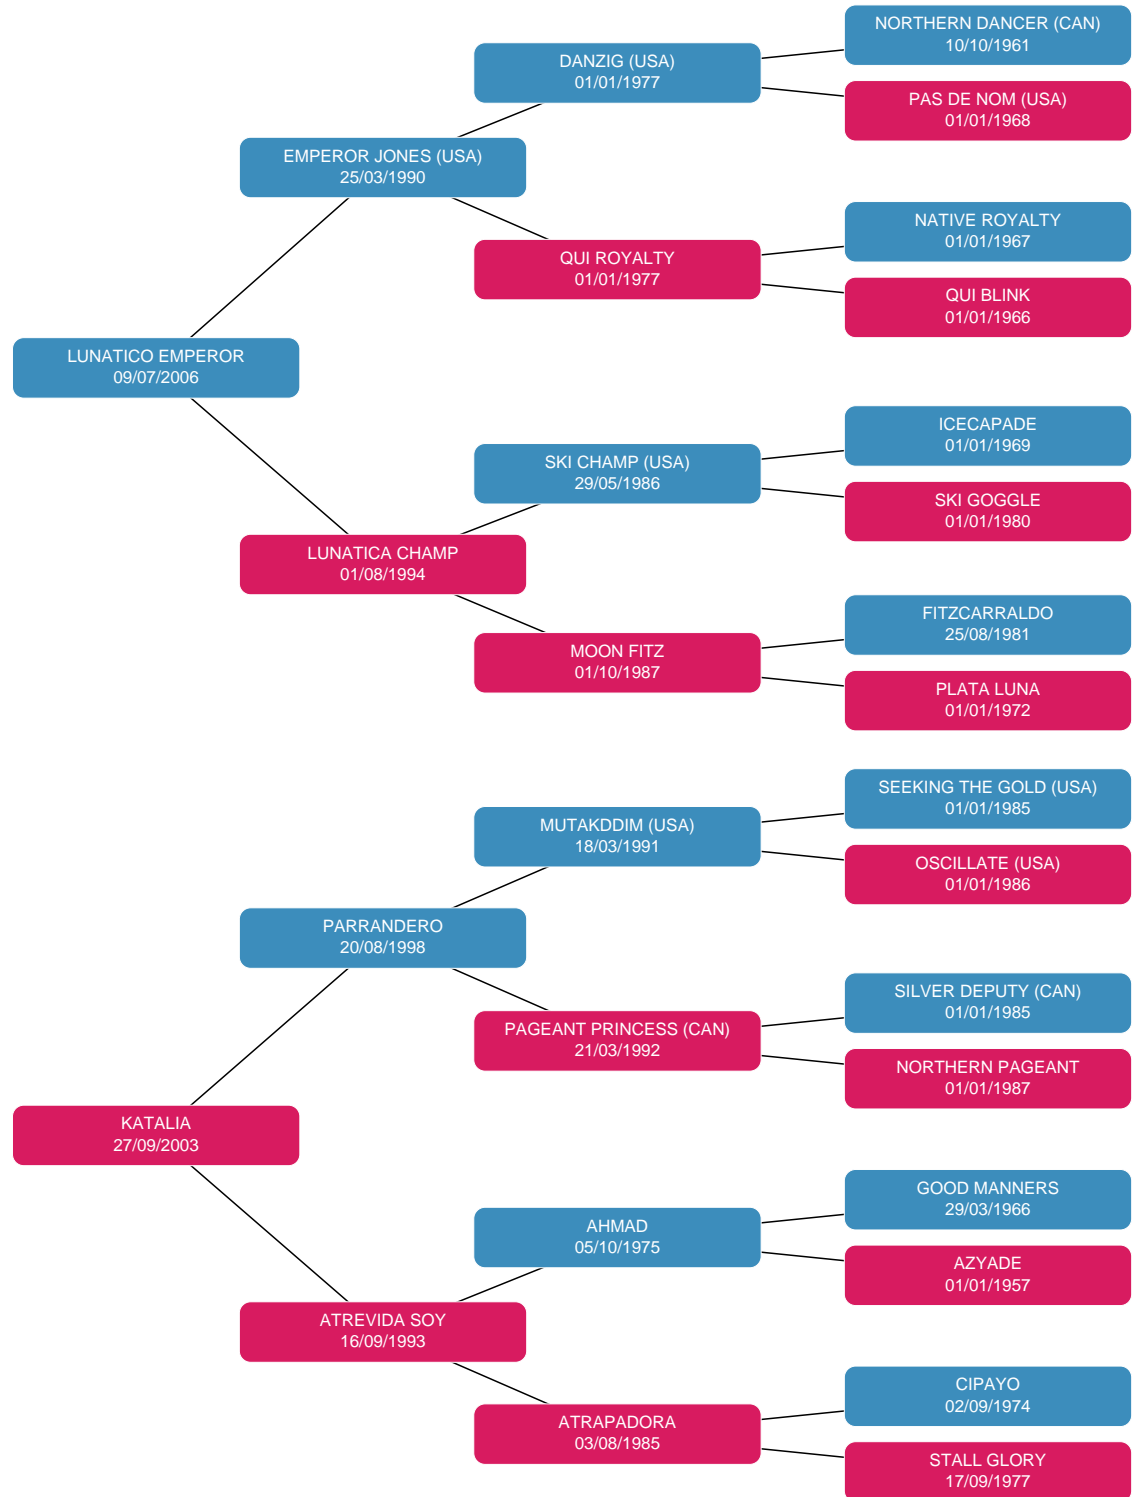 NORTHERN DANCER (CAN)
10/10/1961
DANZIG (USA)
01/01/1977
PAS DE NOM (USA)
01/01/1968
EMPEROR JONES (USA)
25/03/1990
NATIVE ROYALTY
01/01/1967
QUI ROYALTY
01/01/1977
QUI BLINK
01/01/1966
LUNATICO EMPEROR
09/07/2006
ICECAPADE
01/01/1969
SKI CHAMP (USA)
29/05/1986
SKI GOGGLE
01/01/1980
LUNATICA CHAMP
01/08/1994
FITZCARRALDO
25/08/1981
MOON FITZ
01/10/1987
PLATA LUNA
01/01/1972
SEEKING THE GOLD (USA)
01/01/1985
MUTAKDDIM (USA)
18/03/1991
OSCILLATE (USA)
01/01/1986
PARRANDERO
20/08/1998
SILVER DEPUTY (CAN)
01/01/1985
PAGEANT PRINCESS (CAN)
21/03/1992
NORTHERN PAGEANT
01/01/1987
KATALIA
27/09/2003
GOOD MANNERS
29/03/1966
AHMAD
05/10/1975
AZYADE
01/01/1957
ATREVIDA SOY
16/09/1993
CIPAYO
02/09/1974
ATRAPADORA
03/08/1985
STALL GLORY
17/09/1977